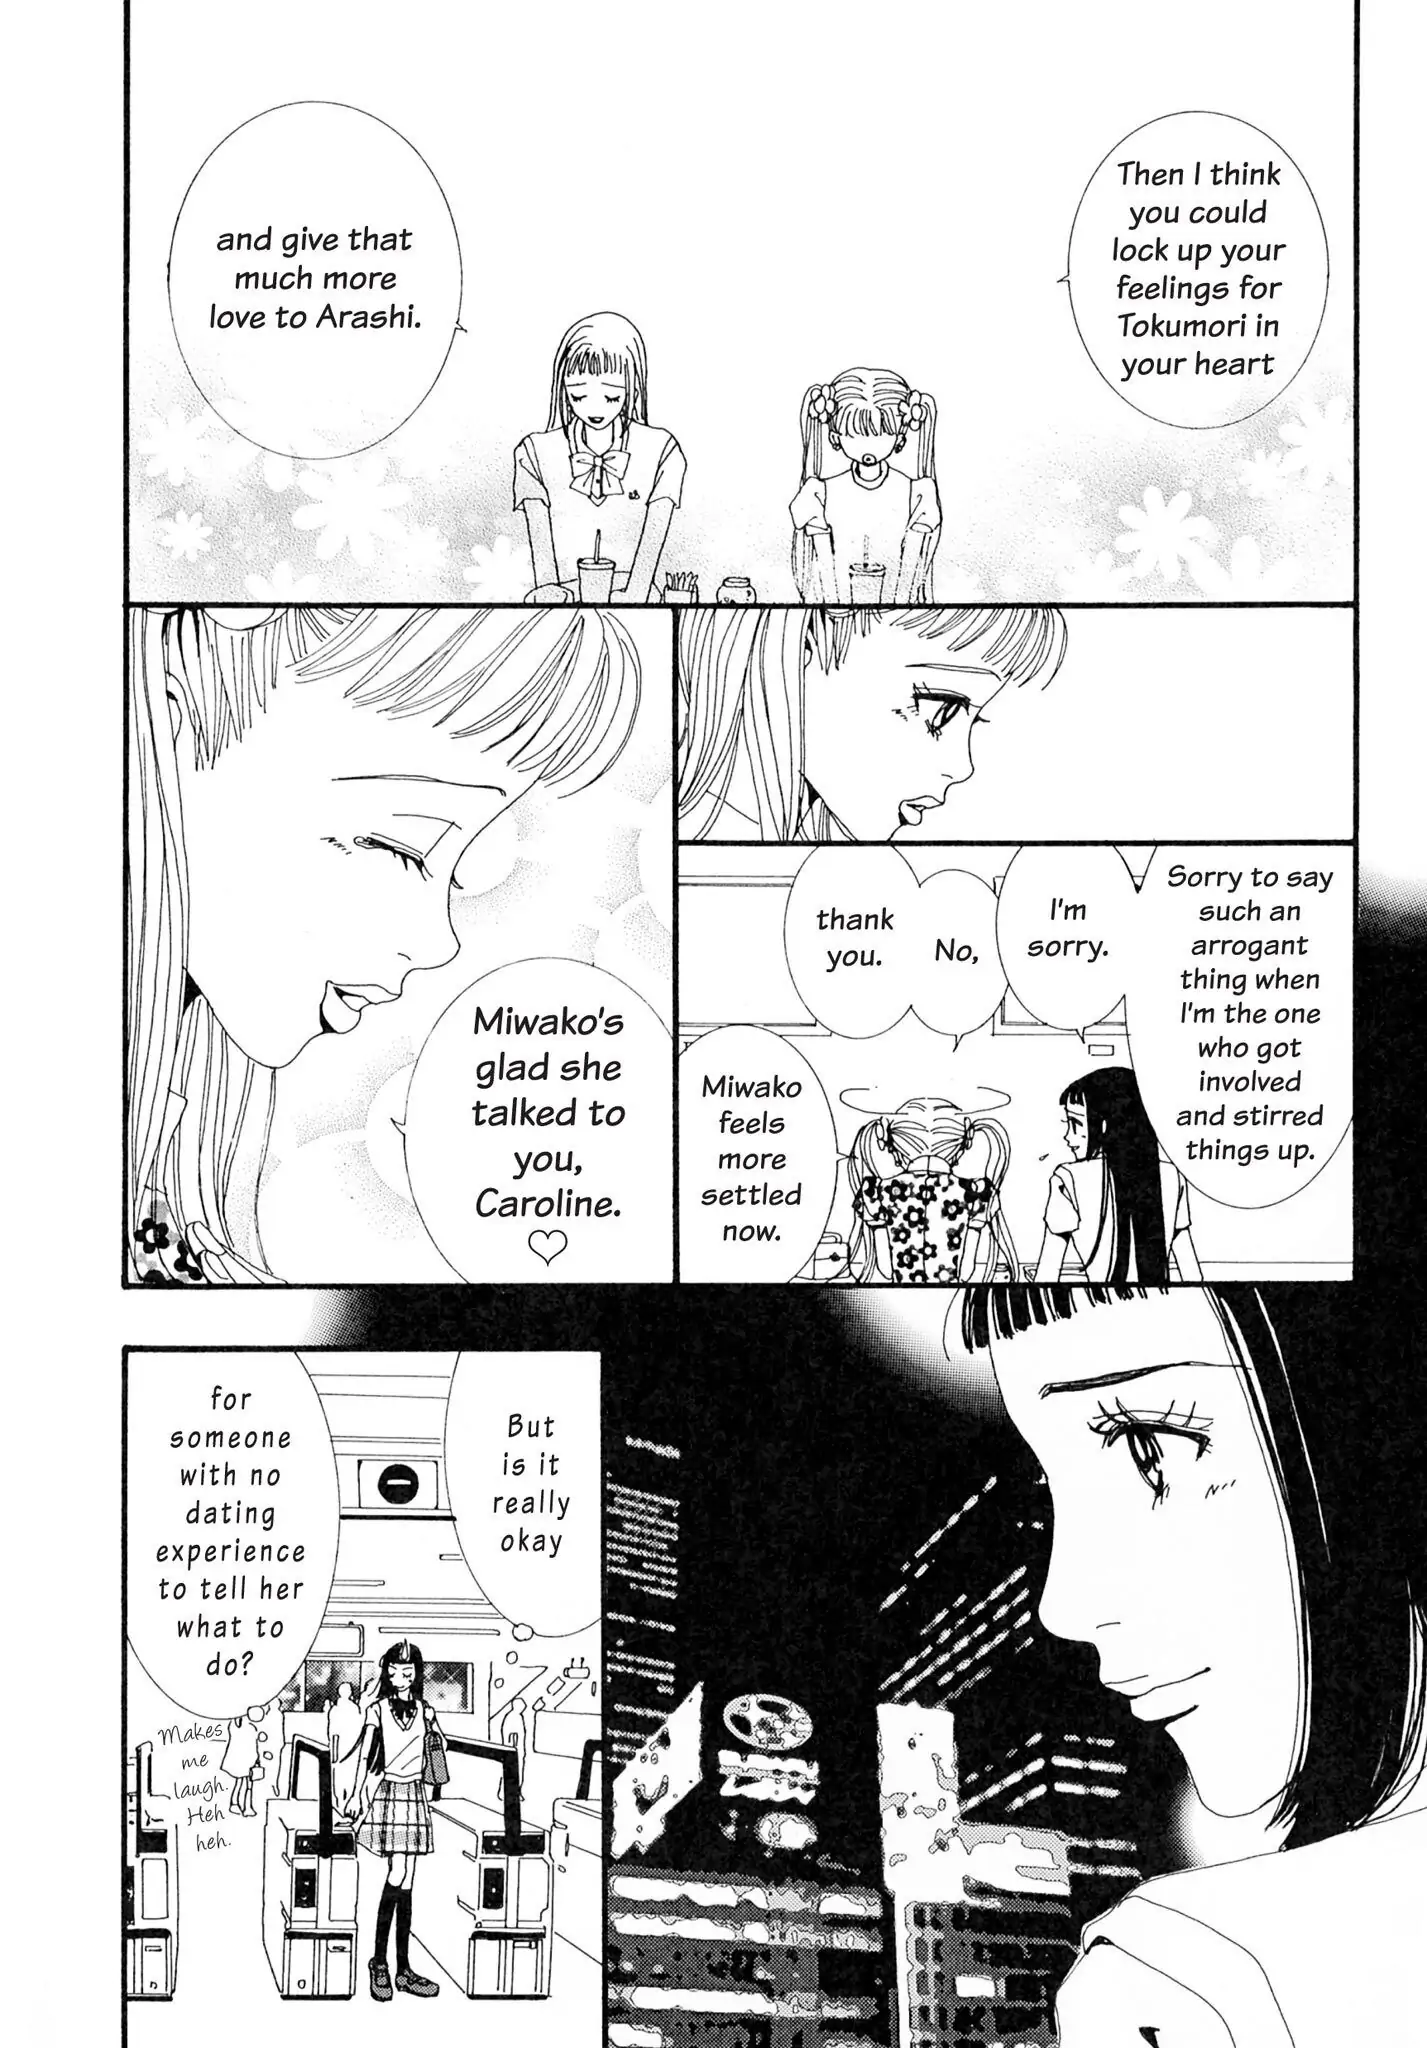 Then I think
you could
lock up your
feelings for
Tokumori in
your heart
and give that
much more
love to Arashi.
Sorry to say
such an
arrogant
thing when
I'm the one
who got
involved
and stirred
things up.
I'm
sorry.
No,
thank
you.
Miwako
feels
more
settled
now.
Miwako's
glad she
talked to
you,
Caroline.
♡
But
is it
really
okay
for
someone
with no
dating
experience
to tell her
what to
do?
Makes
me
laugh.
Heh
heh.